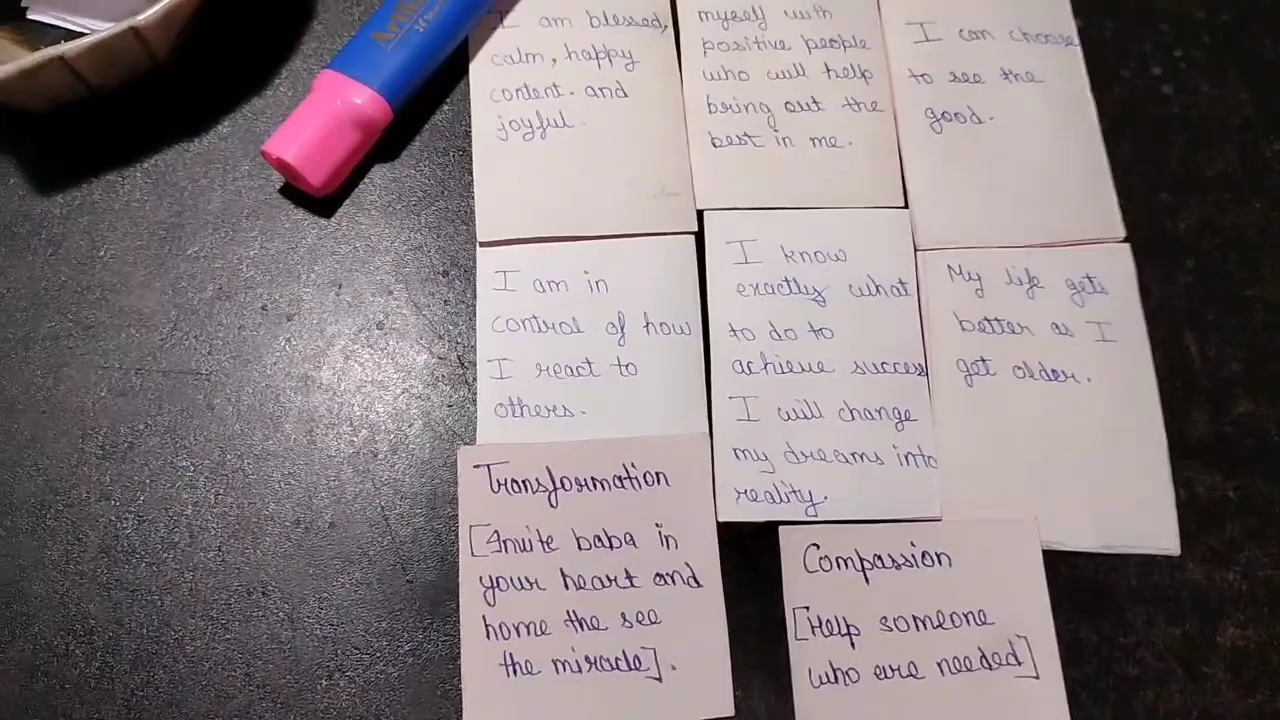 I am blessed,
calm, happy
content. and
joyful.
myself with
positive people
who will help
bring out the
best in me.
I can choose
to see the
good.
I am in
control of how
I react to
others.
I know
exactly what
to do to
achieve success
I will change
my dreams into
reality.
My life gets
better as I
get older.
Transformation
[Invite baba in
your heart and
home the see
the miracle].
Compassion
[Help someone
who are needed]